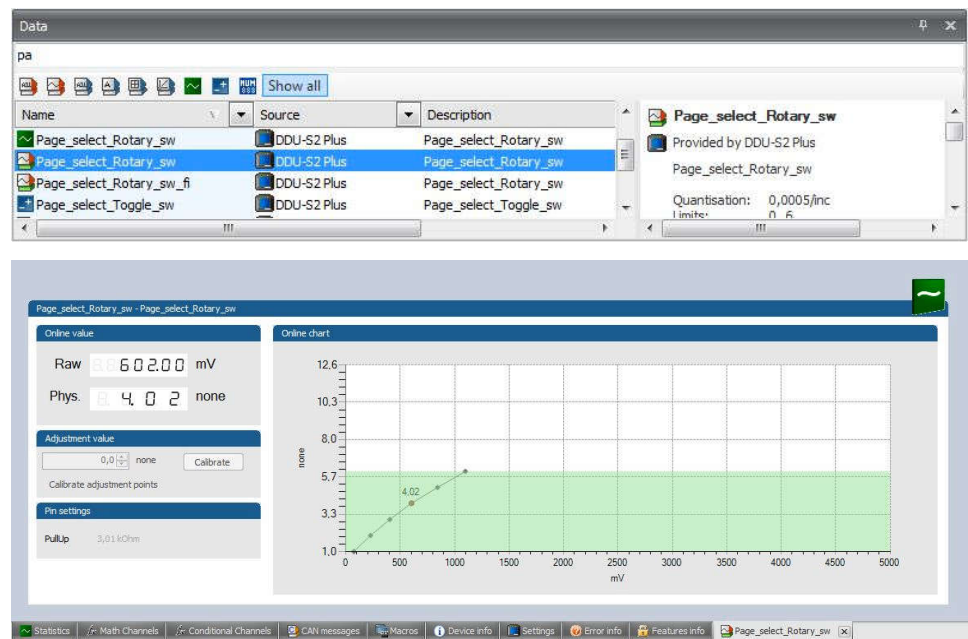 Data
pa
Show all
Name Source Description
Page_select_Rotary_sw DDU-S2 Plus Page_select_Rotary_sw
Page_select_Rotary_sw DDU-S2 Plus Page_select_Rotary_sw
Page_select_Rotary_sw_fi DDU-S2 Plus Page_select_Rotary_sw
Page_select_Toggle_sw DDU-S2 Plus Page_select_Toggle_sw
Page_select_Rotary_sw
Provided by DDU-S2 Plus
Page_select_Rotary_sw
Quantisation: 0,0005/inc
Limits: 0 6
Page_select_Rotary_sw - Page_select_Rotary_sw
Online value
Raw 602.00 mV
Phys. 4.02 none
Adjustment value
0,0 none Calibrate
Calibrate adjustment points
Pin settings
PullUp 3,01 kOhm
Online chart
12,6
10,3
8,0
5,7
3,3
1,0
none
4,02
0 500 1000 1500 2000 2500 3000 3500 4000 4500 5000
mV
Statistics Math Channels Conditional Channels CAN messages Macros Device info Settings Error info Features info Page_select_Rotary_sw